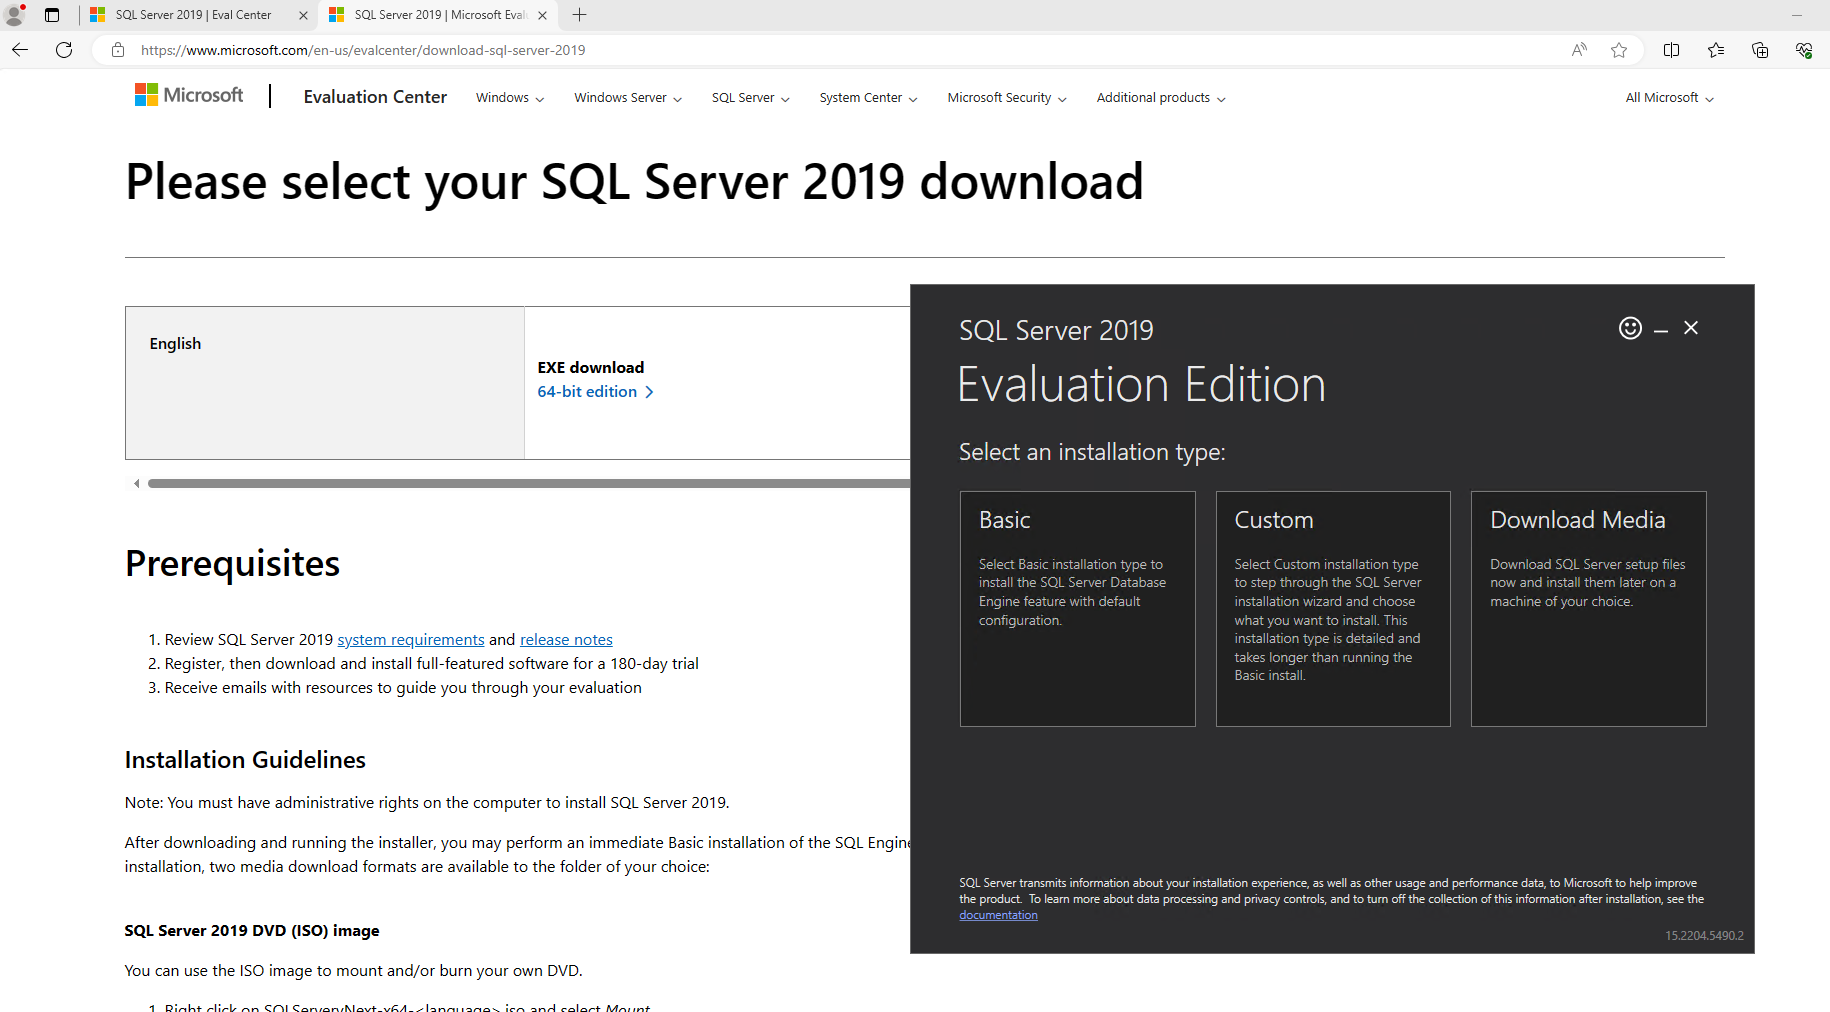 SQL Server 2019 | Eval Center
SQL Server 2019 | Microsoft Eval
https://www.microsoft.com/en-us/evalcenter/download-sql-server-2019
Microsoft
Evaluation Center
Windows
Windows Server
SQL Server
System Center
Microsoft Security
Additional products
All Microsoft
Please select your SQL Server 2019 download
English
EXE download
64-bit edition
Prerequisites
1. Review SQL Server 2019 system requirements and release notes
2. Register, then download and install full-featured software for a 180-day trial
3. Receive emails with resources to guide you through your evaluation
Installation Guidelines
Note: You must have administrative rights on the computer to install SQL Server 2019.
After downloading and running the installer, you may perform an immediate Basic installation of the SQL Engine
installation, two media download formats are available to the folder of your choice:
SQL Server 2019 DVD (ISO) image
You can use the ISO image to mount and/or burn your own DVD.
1. Right click on SQLServervNext-x64-<language>.iso and select Mount
SQL Server 2019
Evaluation Edition
Select an installation type:
Basic
Select Basic installation type to
install the SQL Server Database
Engine feature with default
configuration.
Custom
Select Custom installation type
to step through the SQL Server
installation wizard and choose
what you want to install. This
installation type is detailed and
takes longer than running the
Basic install.
Download Media
Download SQL Server setup files
now and install them later on a
machine of your choice.
SQL Server transmits information about your installation experience, as well as other usage and performance data, to Microsoft to help improve
the product. To learn more about data processing and privacy controls, and to turn off the collection of this information after installation, see the
documentation
15.2204.5490.2